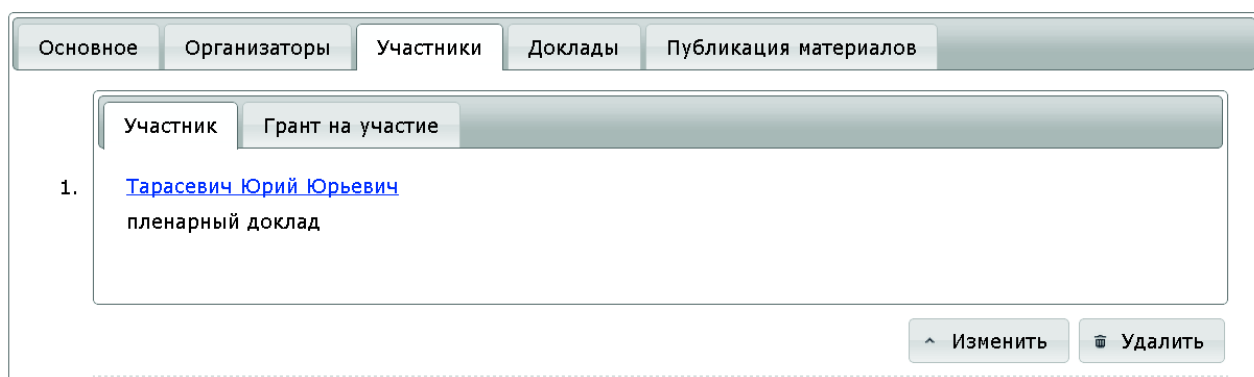 Основное Организаторы Участники Доклады Публикация материалов
Участник Грант на участие
1. Тарасевич Юрий Юрьевич
пленарный доклад
Изменить Удалить